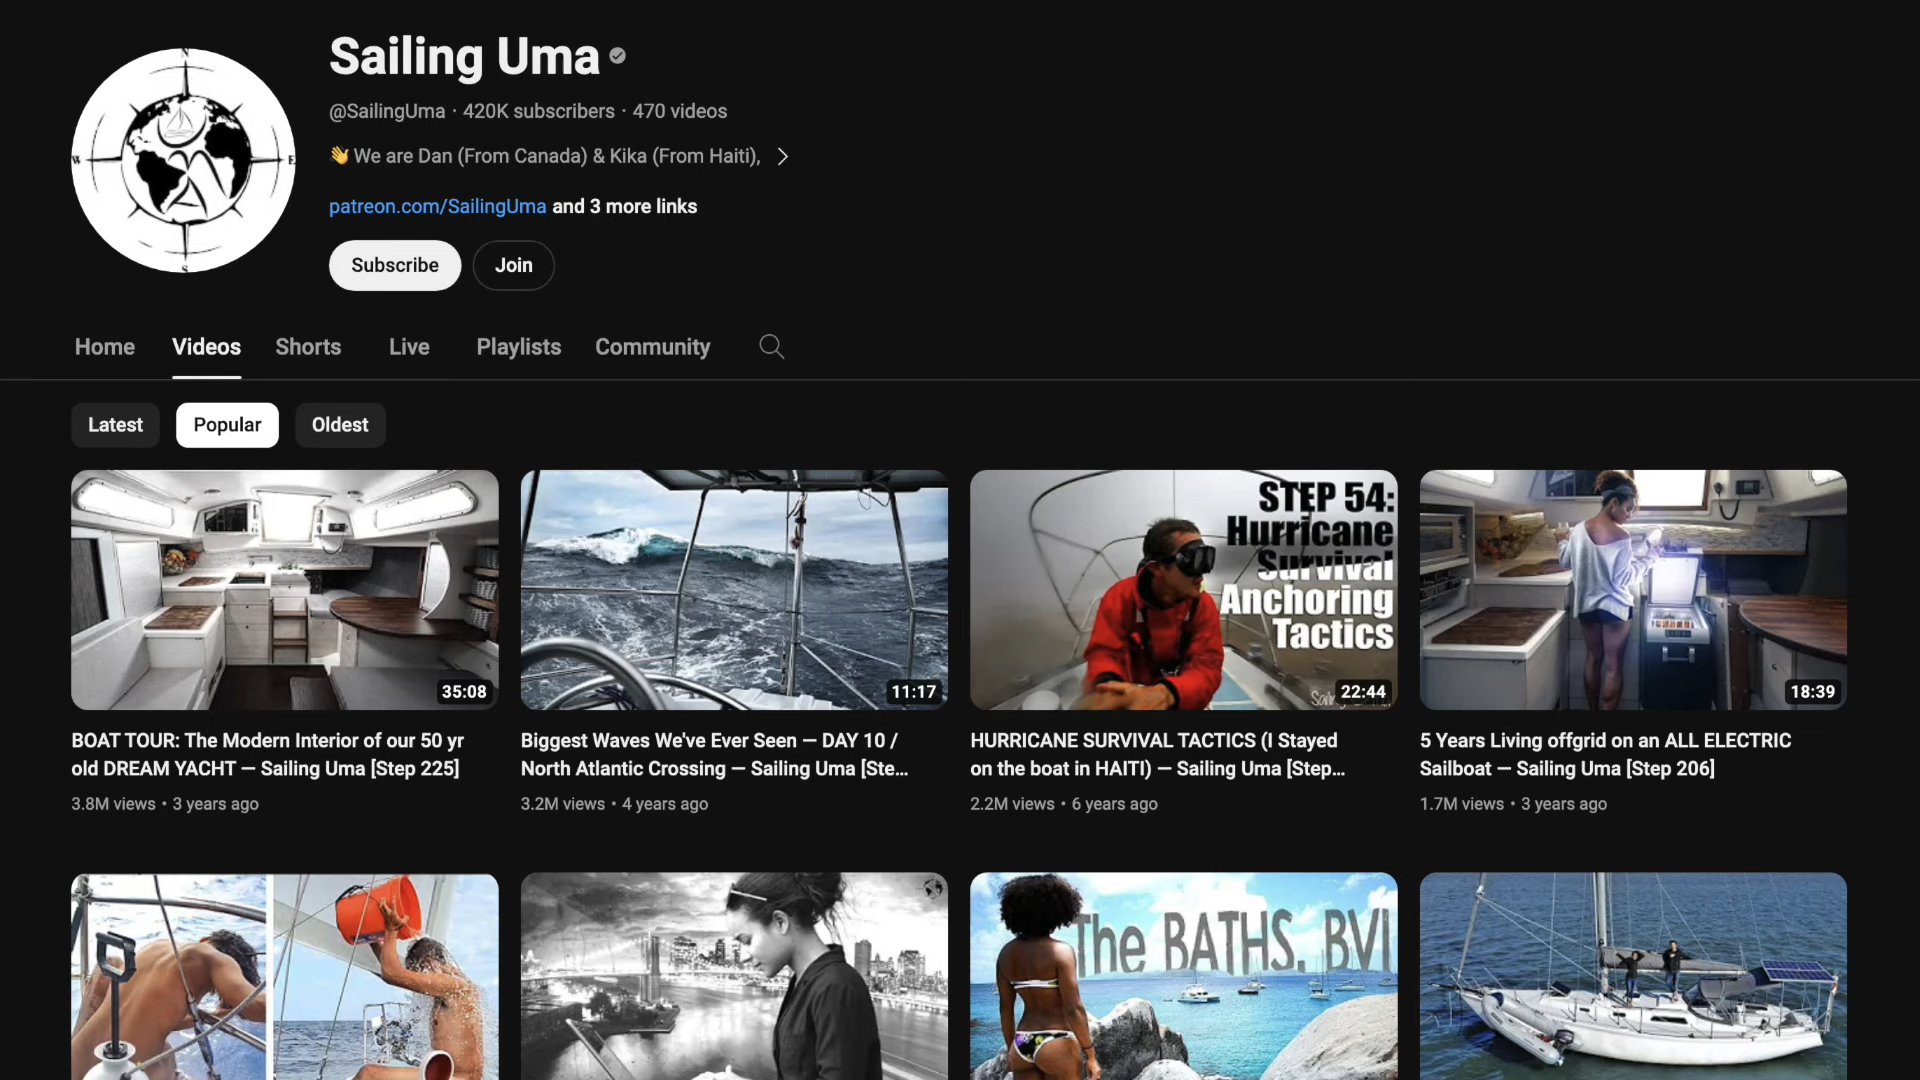 Sailing Uma
@SailingUma · 420K subscribers · 470 videos
👋 We are Dan (From Canada) & Kika (From Haiti),
patreon.com/SailingUma and 3 more links
Subscribe
Join
N
W
E
S
Home
Videos
Shorts
Live
Playlists
Community
Latest
Popular
Oldest
35:08
11:17
STEP 54:
Hurricane
Survival
Anchoring
Tactics
22:44
18:39
BOAT TOUR: The Modern Interior of our 50 yr
old DREAM YACHT — Sailing Uma [Step 225]
3.8M views • 3 years ago
Biggest Waves We've Ever Seen — DAY 10 /
North Atlantic Crossing — Sailing Uma [Ste...
3.2M views • 4 years ago
HURRICANE SURVIVAL TACTICS (I Stayed
on the boat in HAITI) — Sailing Uma [Step...
2.2M views • 6 years ago
5 Years Living offgrid on an ALL ELECTRIC
Sailboat — Sailing Uma [Step 206]
1.7M views • 3 years ago
The BATHS, BVI